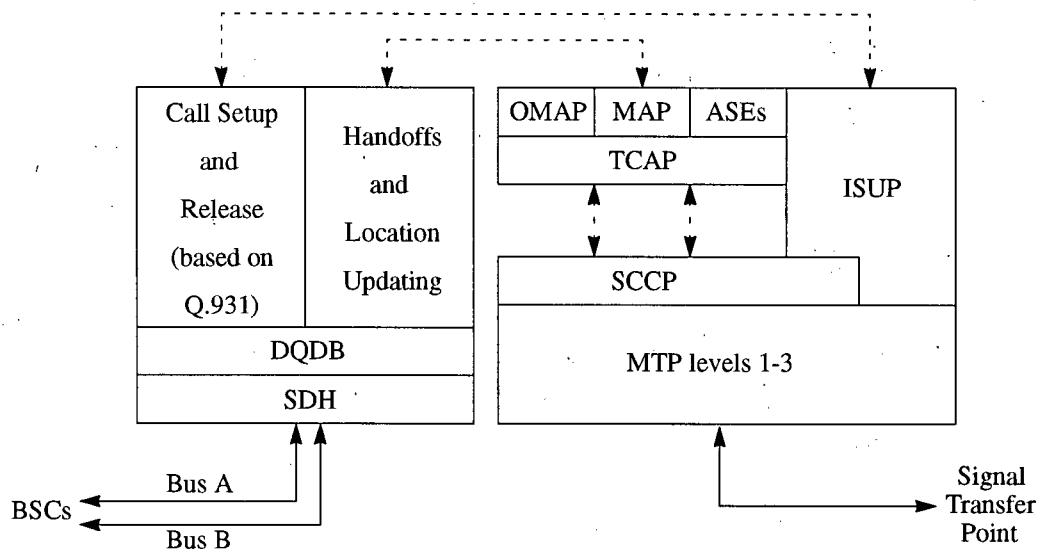 Call Setup
and
Release
(based on
Q.931)
Handoffs
and
Location
Updating
DQDB
SDH
OMAP
MAP
ASEs
TCAP
ISUP
SCCP
MTP levels 1-3
BSCs
Bus A
Bus B
Signal
Transfer
Point